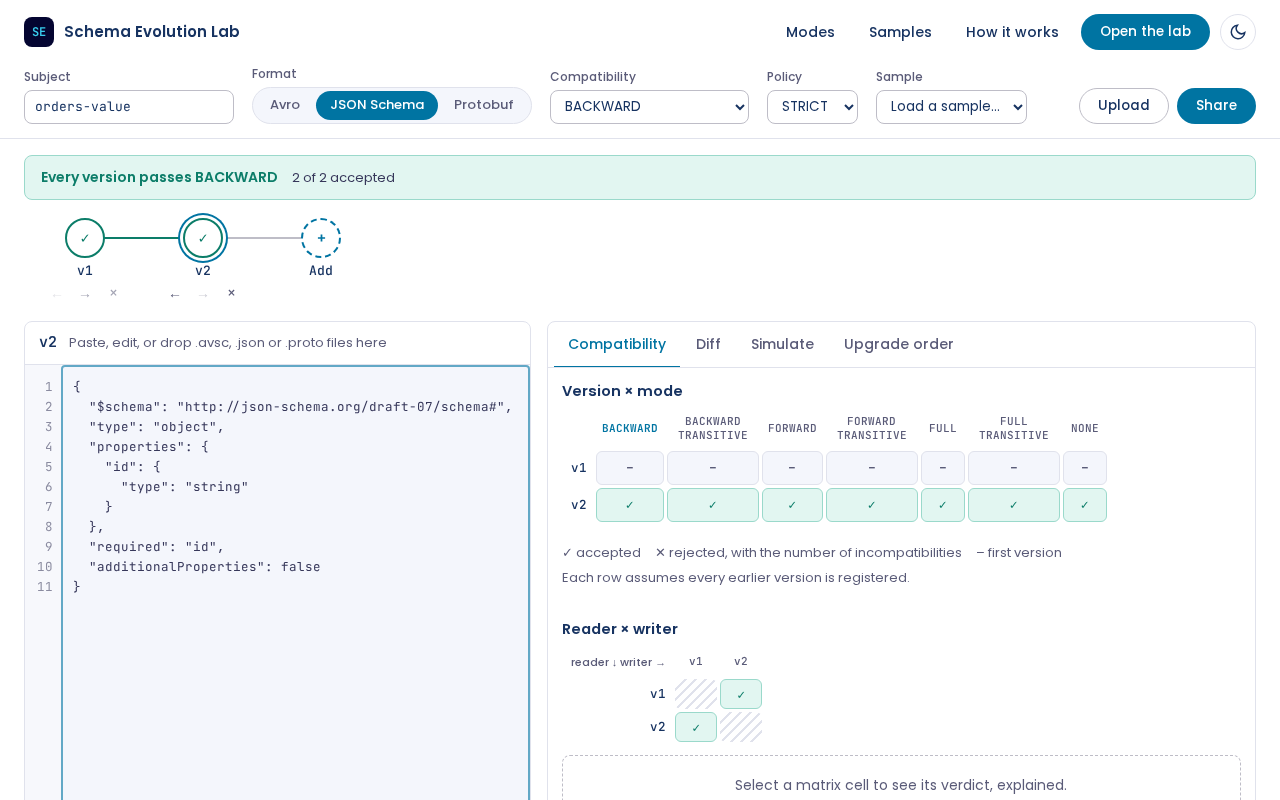 SE Schema Evolution Lab Modes Samples How it works Open the lab
Subject Format Compatibility Policy Sample
orders-value Avro JSON Schema Protobuf BACKWARD STRICT Load a sample... Upload Share
Every version passes BACKWARD 2 of 2 accepted
✓ ✓ +
v1 v2 Add
← → × ← → ×
v2 Paste, edit, or drop .avsc, .json or .proto files here
1 {
2 "$schema": "http://json-schema.org/draft-07/schema#",
3 "type": "object",
4 "properties": {
5 "id": {
6 "type": "string"
7 }
8 },
9 "required": "id",
10 "additionalProperties": false
11 }
Compatibility Diff Simulate Upgrade order
Version × mode
BACKWARD BACKWARD TRANSITIVE FORWARD FORWARD TRANSITIVE FULL FULL TRANSITIVE NONE
v1 – – – – – – –
v2 ✓ ✓ ✓ ✓ ✓ ✓ ✓
✓ accepted ✕ rejected, with the number of incompatibilities – first version
Each row assumes every earlier version is registered.
Reader × writer
reader ↓ writer → v1 v2
v1 ✓
v2 ✓
Select a matrix cell to see its verdict, explained.